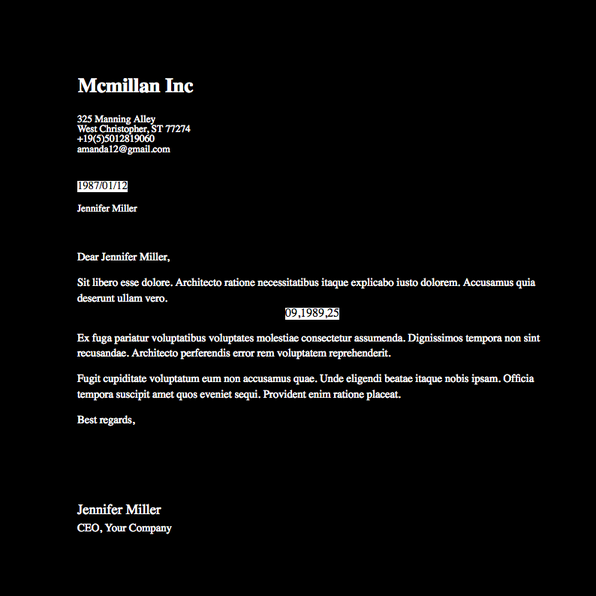 Mcmillan Inc
325 Manning Alley
West Christopher, ST 77274
+19(5)5012819060
amanda12@gmail.com
1987/01/12
Jennifer Miller
Dear Jennifer Miller,
Sit libero esse dolore. Architecto ratione necessitatibus itaque explicabo iusto dolorem. Accusamus quia
deserunt ullam vero.
09,1989,25
Ex fuga pariatur voluptatibus voluptates molestiae consectetur assumenda. Dignissimos tempora non sint
recusandae. Architecto perferendis error rem voluptatem reprehenderit.
Fugit cupiditate voluptatum eum non accusamus quae. Unde eligendi beatae itaque nobis ipsam. Officia
tempora suscipit amet quos eveniet sequi. Provident enim ratione placeat.
Best regards,
Jennifer Miller
CEO, Your Company